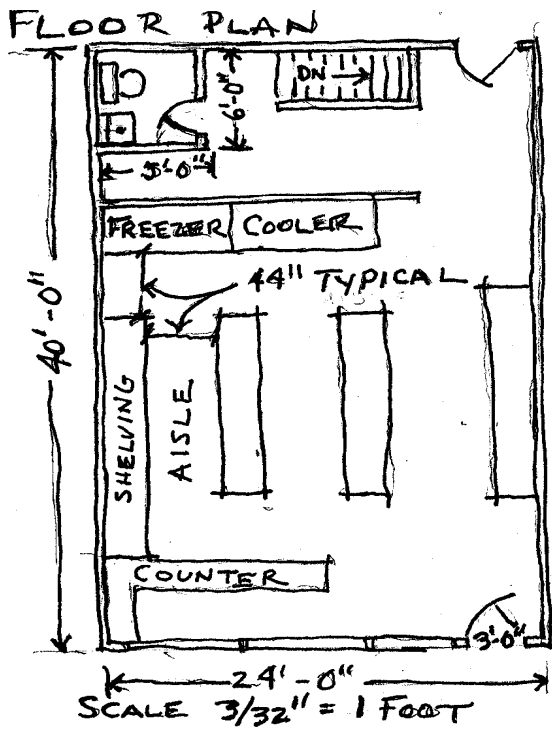 FLOOR PLAN
DN
6'-0"
5'-0"
FREEZER COOLER
44" TYPICAL
40'-0"
SHELVING
AISLE
COUNTER
3'-0"
24'-0"
SCALE 3/32" = 1 FOOT